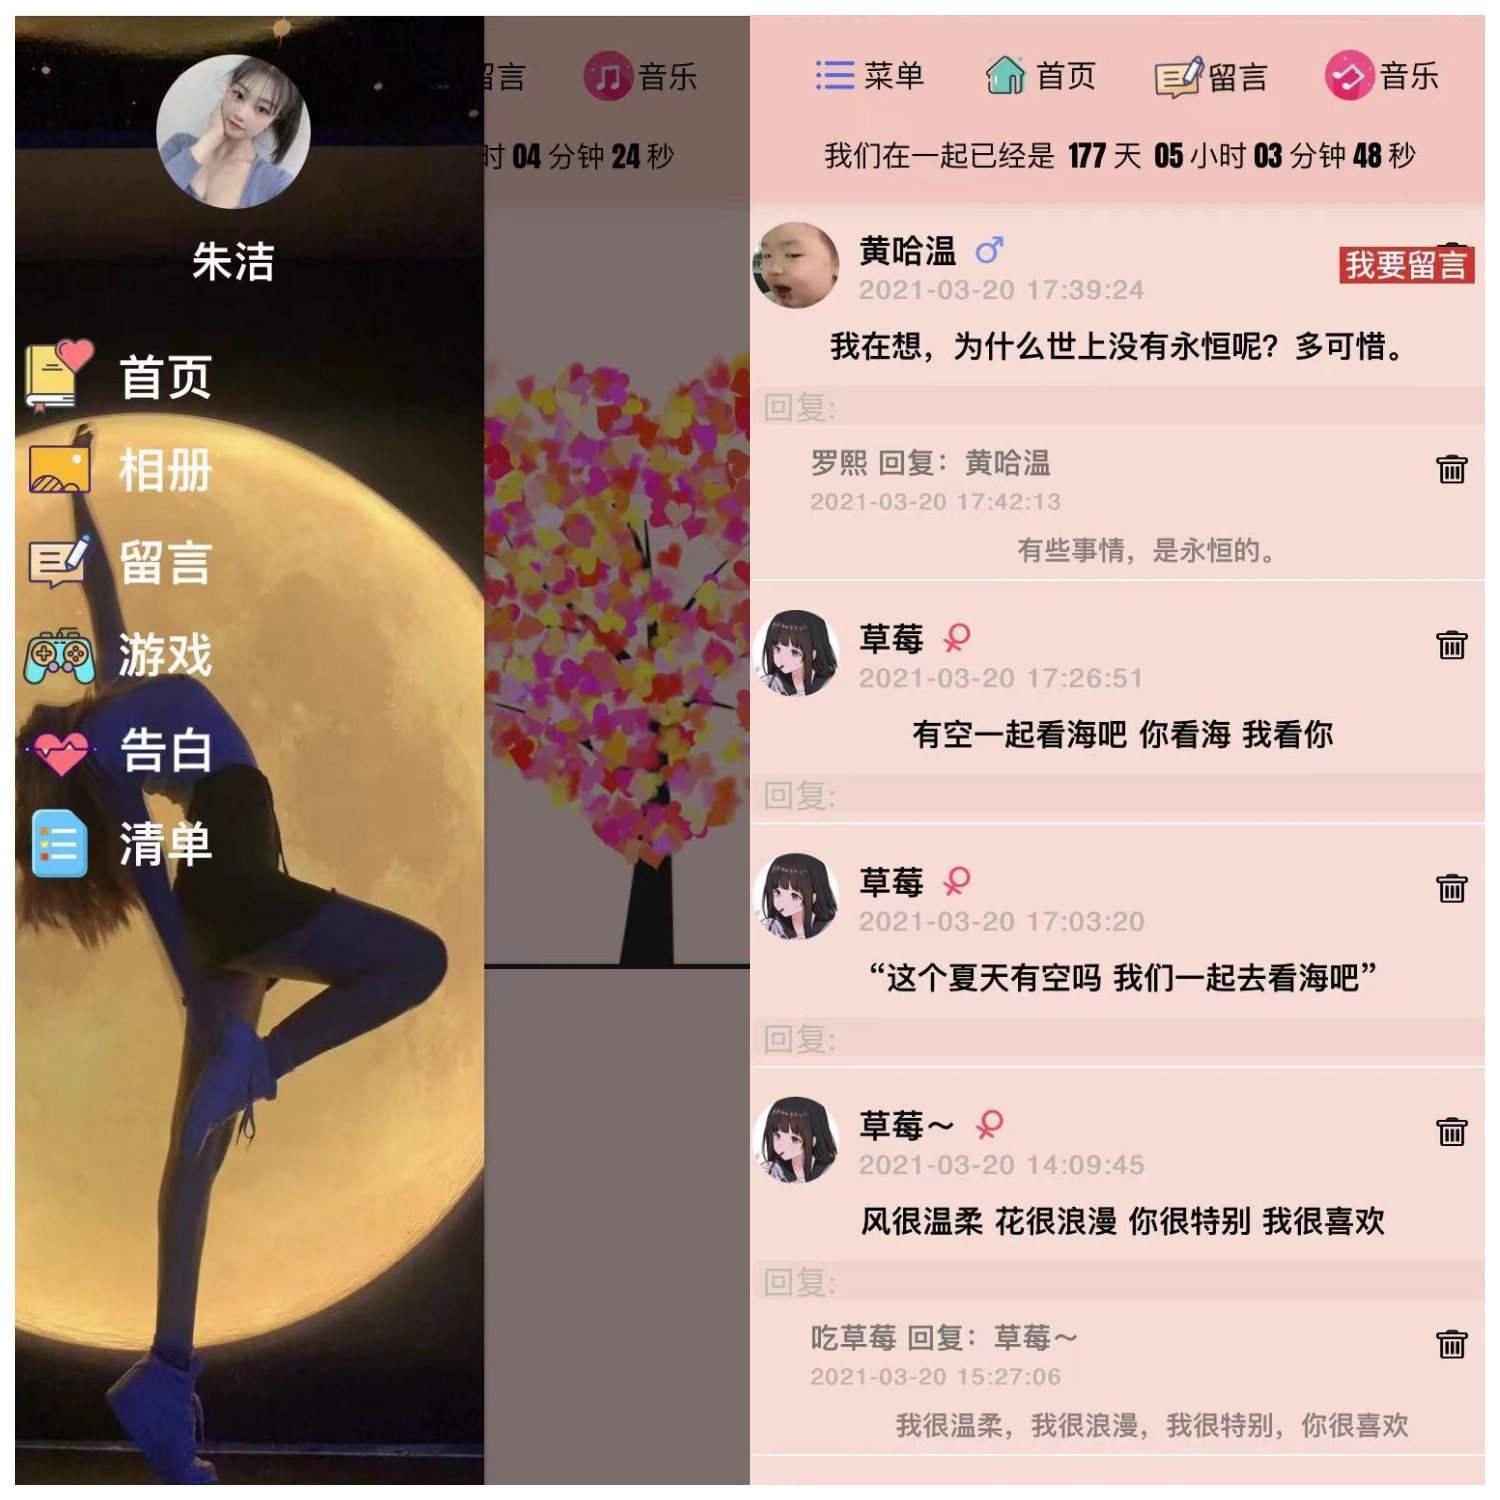 留言 音乐
时 04 分钟 24 秒
朱洁
首页
相册
留言
游戏
告白
清单
菜单 首页 留言 音乐
我们在一起已经是 177 天 05 小时 03 分钟 48 秒
黄哈温
我要留言
2021-03-20 17:39:24
我在想，为什么世上没有永恒呢？多可惜。
回复:
罗熙 回复：黄哈温
2021-03-20 17:42:13
有些事情，是永恒的。
草莓
2021-03-20 17:26:51
有空一起看海吧 你看海 我看你
回复:
草莓
2021-03-20 17:03:20
“这个夏天有空吗 我们一起去看海吧”
回复:
草莓～
2021-03-20 14:09:45
风很温柔 花很浪漫 你很特别 我很喜欢
回复:
吃草莓 回复：草莓～
2021-03-20 15:27:06
我很温柔，我很浪漫，我很特别，你很喜欢